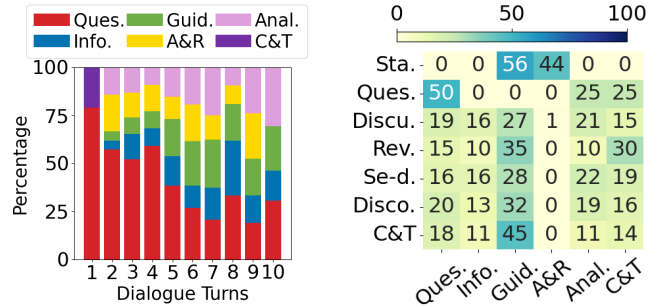 Ques. Guid. Anal.
Info. A&R C&T
100
75
50
25
0
Percentage
1 2 3 4 5 6 7 8 9 10
Dialogue Turns
0 50 100
Sta. 0 0 56 44 0 0
Ques. 50 0 0 0 25 25
Discu. 19 16 27 1 21 15
Rev. 15 10 35 0 10 30
Se-d. 16 16 28 0 22 19
Disco. 20 13 32 0 19 16
C&T 18 11 45 0 11 14
Ques. Info. Guid. A&R Anal. C&T